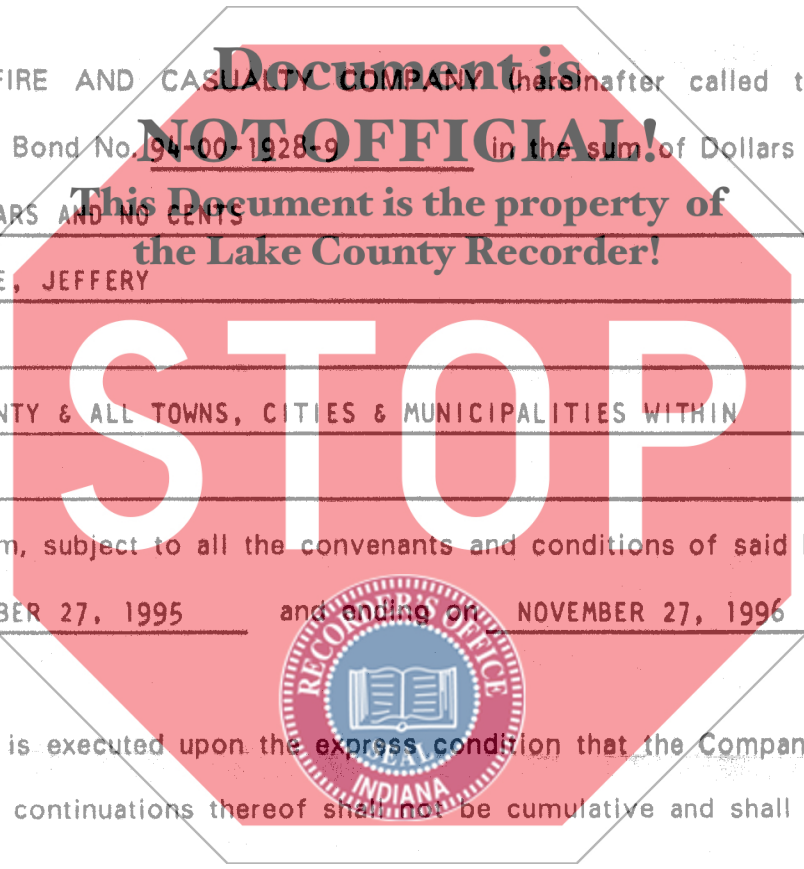 Document is
FIRE AND CASUALTY COMPANY (hereinafter called t
NOT OFFICIAL!
Bond No. 94-00-1928-9 in the sum of Dollars
This Document is the property of
ARS AND NO CENTS
the Lake County Recorder!
E, JEFFERY
STOP
NTY & ALL TOWNS, CITIES & MUNICIPALITIES WITHIN
m, subject to all the convenants and conditions of said
BER 27, 1995 and ending on NOVEMBER 27, 1996
RECORDER'S OFFICE
SEAL
INDIANA
is executed upon the express condition that the Compan
continuations thereof shall not be cumulative and shall